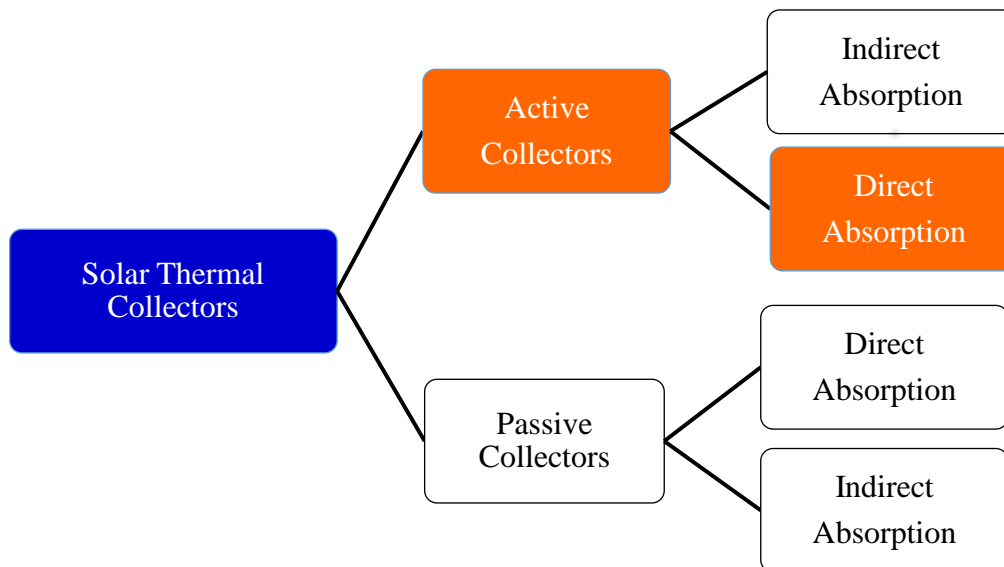 Indirect
Absorption
Active
Collectors
Direct
Absorption
Solar Thermal
Collectors
Direct
Absorption
Passive
Collectors
Indirect
Absorption